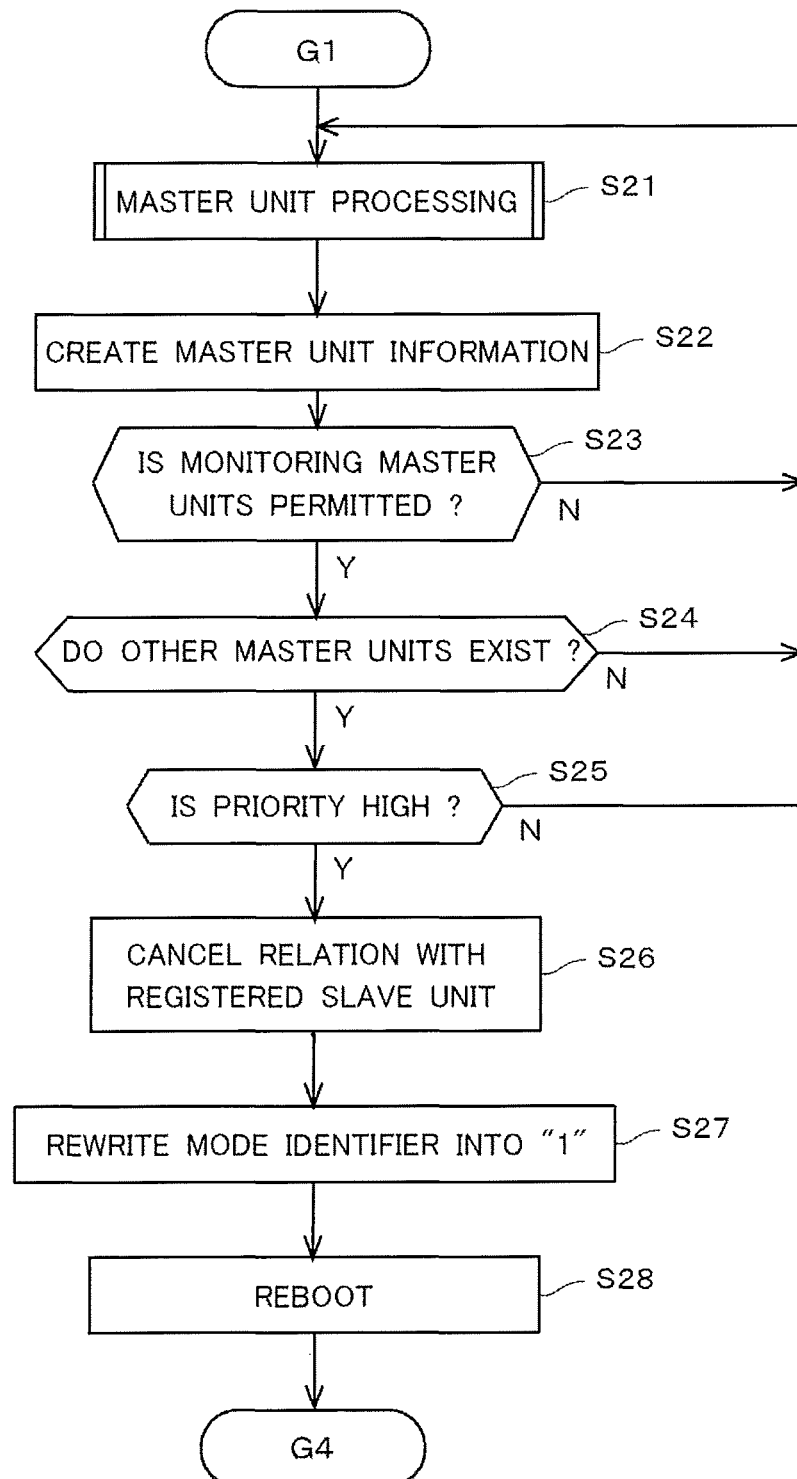 G1
MASTER UNIT PROCESSING
S21
CREATE MASTER UNIT INFORMATION
S22
IS MONITORING MASTER
UNITS PERMITTED ?
S23
N
Y
DO OTHER MASTER UNITS EXIST ?
S24
N
Y
IS PRIORITY HIGH ?
S25
N
Y
CANCEL RELATION WITH
REGISTERED SLAVE UNIT
S26
REWRITE MODE IDENTIFIER INTO "1"
S27
REBOOT
S28
G4